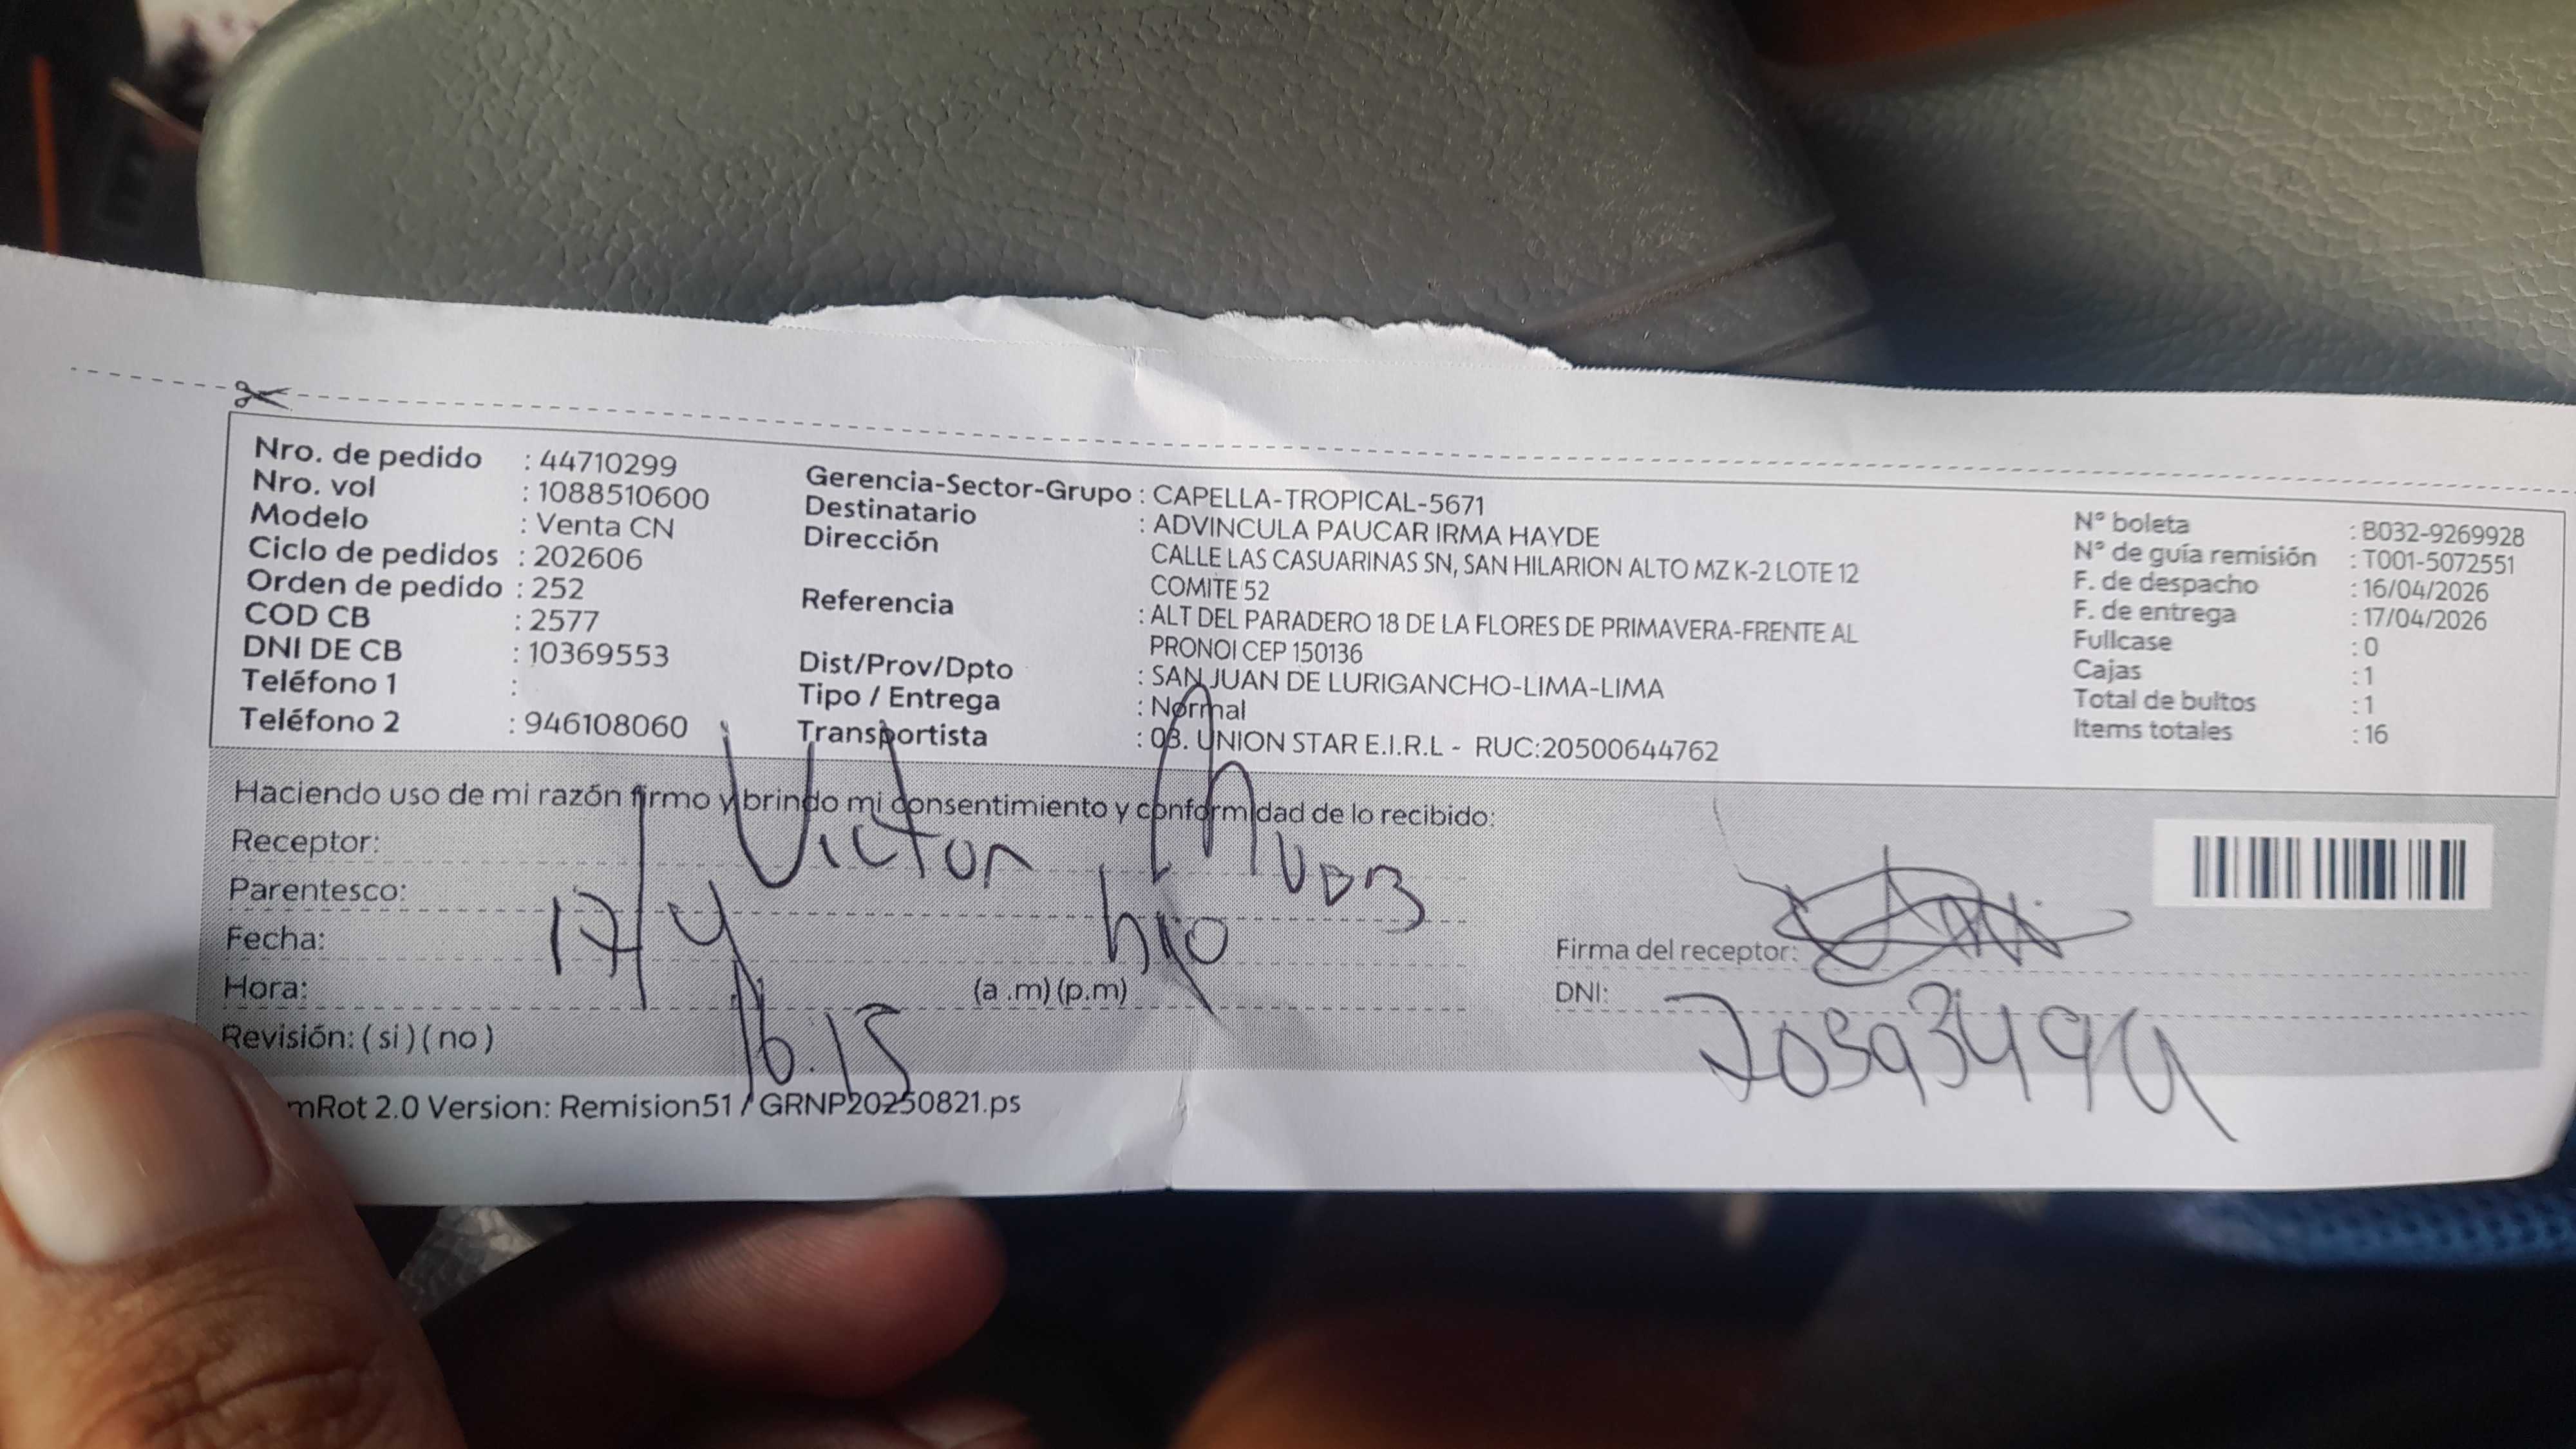 Nro. de pedido : 44710299
Nro. vol : 1088510600
Modelo : Venta CN
Ciclo de pedidos : 202606
Orden de pedido : 252
COD CB : 2577
DNI DE CB : 10369553
Teléfono 1 :
Teléfono 2 : 946108060
Gerencia-Sector-Grupo : CAPELLA-TROPICAL-5671
Destinatario : ADVINCULA PAUCAR IRMA HAYDE
Dirección CALLE LAS CASUARINAS SN, SAN HILARION ALTO MZ K-2 LOTE 12
COMITE 52
Referencia : ALT DEL PARADERO 18 DE LA FLORES DE PRIMAVERA-FRENTE AL
PRONOI CEP 150136
Dist/Prov/Dpto : SAN JUAN DE LURIGANCHO-LIMA-LIMA
Tipo / Entrega : Normal
Transportista : 03. UNION STAR E.I.R.L - RUC:20500644762
N° boleta : B032-9269928
N° de guía remisión : T001-5072551
F. de despacho : 16/04/2026
F. de entrega : 17/04/2026
Fullcase : 0
Cajas : 1
Total de bultos : 1
Items totales : 16
Haciendo uso de mi razón firmo y brindo mi consentimiento y conformidad de lo recibido:
Receptor: Victor
Parentesco: hijo
Fecha: 17/4
Hora: 16.15 (a .m) (p.m)
Revisión: ( si ) ( no )
Firma del receptor:
DNI:
mRot 2.0 Version: Remision51 / GRNP20250821.ps